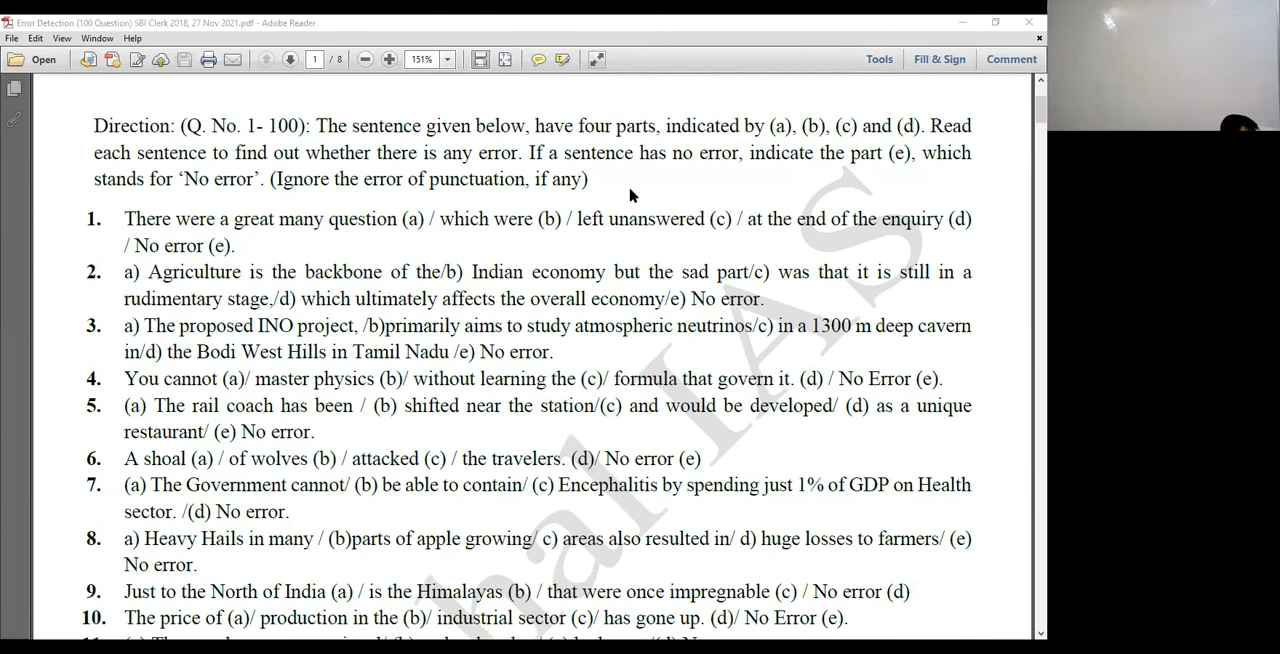 Error Detection (100 Question) SBI Clerk 2018, 27 Nov 2021.pdf - Adobe Reader
File Edit View Window Help
Open 1 / 8 151% Tools Fill & Sign Comment
Direction: (Q. No. 1- 100): The sentence given below, have four parts, indicated by (a), (b), (c) and (d). Read
each sentence to find out whether there is any error. If a sentence has no error, indicate the part (e), which
stands for ‘No error’. (Ignore the error of punctuation, if any)
1. There were a great many question (a) / which were (b) / left unanswered (c) / at the end of the enquiry (d)
/ No error (e).
2. a) Agriculture is the backbone of the/b) Indian economy but the sad part/c) was that it is still in a
rudimentary stage,/d) which ultimately affects the overall economy/e) No error.
3. a) The proposed INO project, /b)primarily aims to study atmospheric neutrinos/c) in a 1300 m deep cavern
in/d) the Bodi West Hills in Tamil Nadu /e) No error.
4. You cannot (a)/ master physics (b)/ without learning the (c)/ formula that govern it. (d) / No Error (e).
5. (a) The rail coach has been / (b) shifted near the station/(c) and would be developed/ (d) as a unique
restaurant/ (e) No error.
6. A shoal (a) / of wolves (b) / attacked (c) / the travelers. (d)/ No error (e)
7. (a) The Government cannot/ (b) be able to contain/ (c) Encephalitis by spending just 1% of GDP on Health
sector. /(d) No error.
8. a) Heavy Hails in many / (b)parts of apple growing/ c) areas also resulted in/ d) huge losses to farmers/ (e)
No error.
9. Just to the North of India (a) / is the Himalayas (b) / that were once impregnable (c) / No error (d)
10. The price of (a)/ production in the (b)/ industrial sector (c)/ has gone up. (d)/ No Error (e).
hal IAS